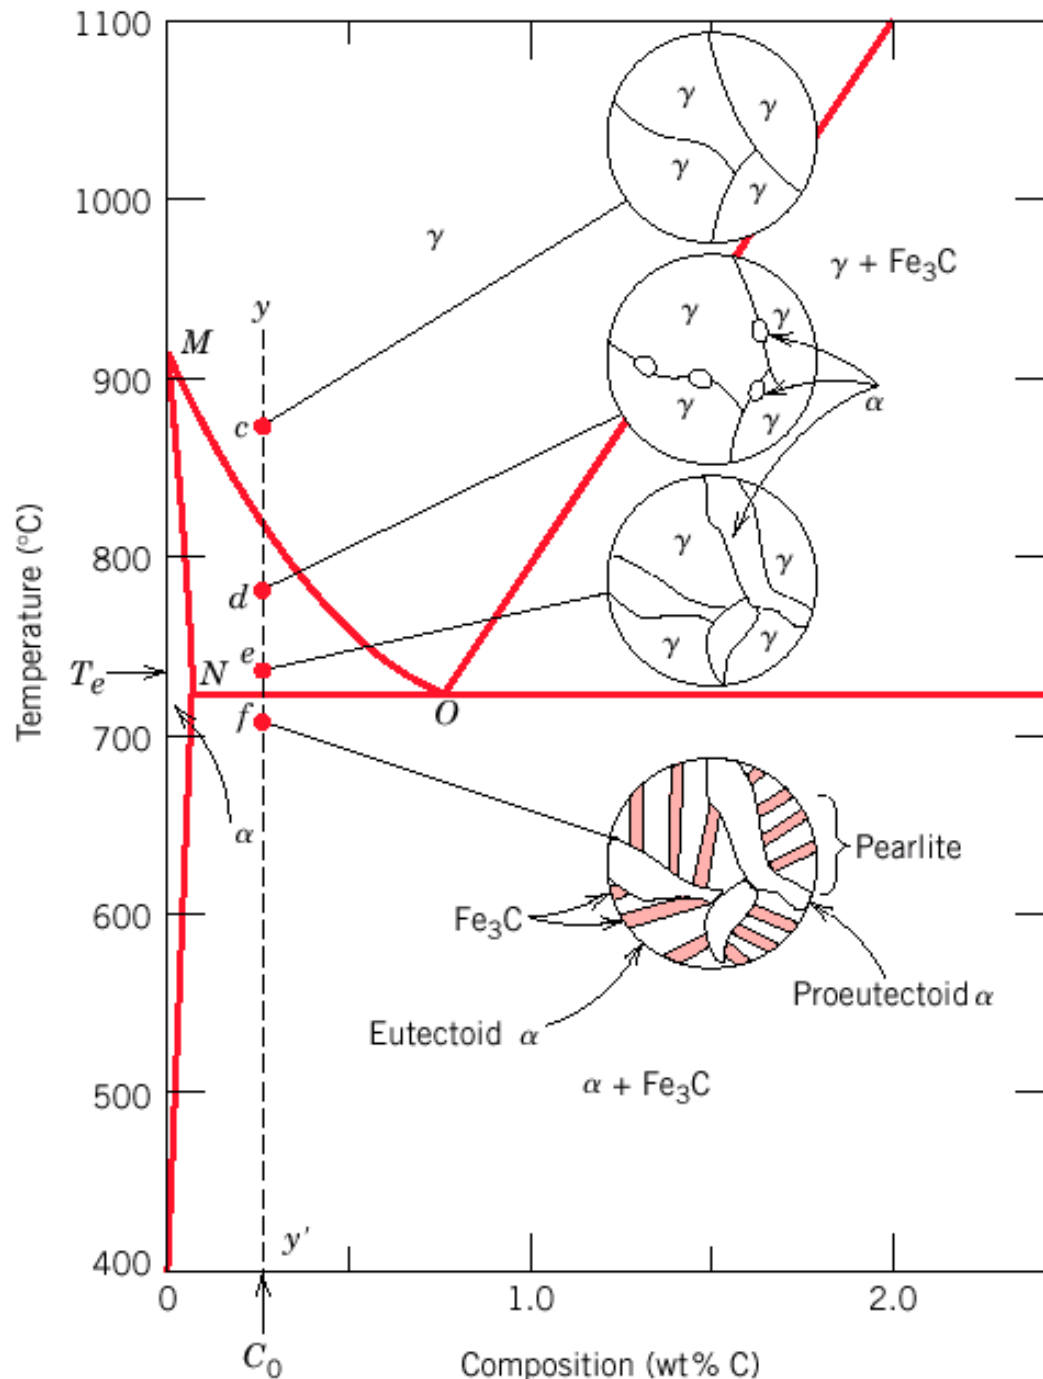 1100
γ
γ
γ
γ
1000
γ
γ + Fe₃C
y
γ
γ
M
900
c
α
γ
γ
Temperature (°C)
800
γ
γ
d
e
γ
γ
Tₑ
N
f
O
700
α
Pearlite
Fe₃C
600
Proeutectoid α
Eutectoid α
α + Fe₃C
500
y'
400
0
1.0
2.0
C₀
Composition (wt% C)